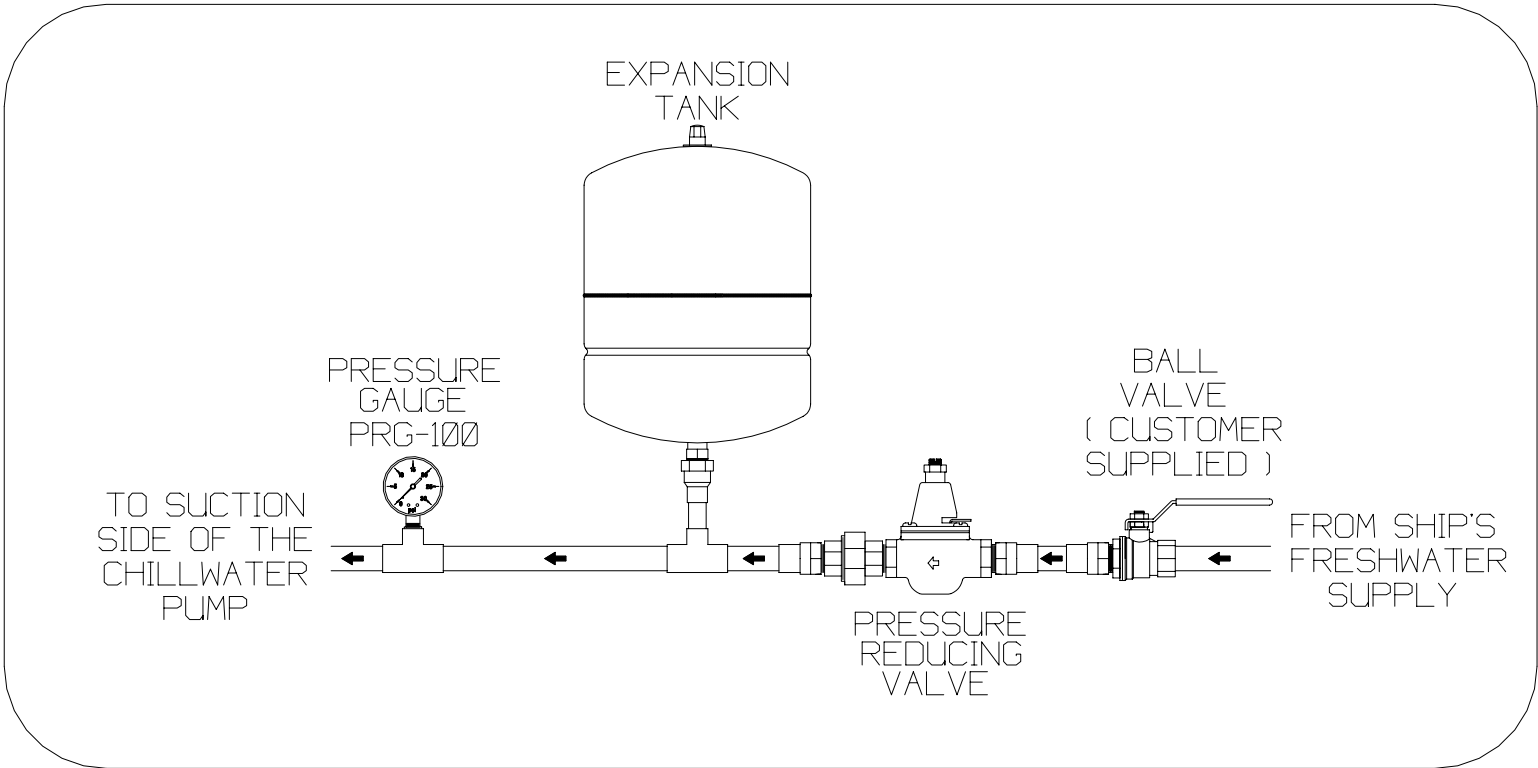 EXPANSION
TANK
PRESSURE
GAUGE
PRG-100
BALL
VALVE
( CUSTOMER
SUPPLIED )
TO SUCTION
SIDE OF THE
CHILLWATER
PUMP
FROM SHIP'S
FRESHWATER
SUPPLY
PRESSURE
REDUCING
VALVE